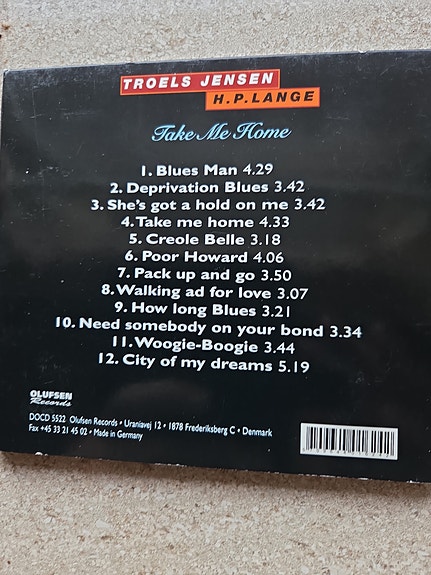 TROELS JENSEN
H.P.LANGE
Take Me Home
1. Blues Man 4.29
2. Deprivation Blues 3.42
3. She's got a hold on me 3.42
4. Take me home 4.33
5. Creole Belle 3.18
6. Poor Howard 4.06
7. Pack up and go 3.50
8. Walking ad for love 3.07
9. How long Blues 3.21
10. Need somebody on your bond 3.34
11. Woogie-Boogie 3.44
12. City of my dreams 5.19
OLUFSEN
Records
DOCD 5522 Olufsen Records • Uraniavej 12 • 1878 Frederiksberg C • Denmark
Fax +45 33 21 45 02 • Made in Germany